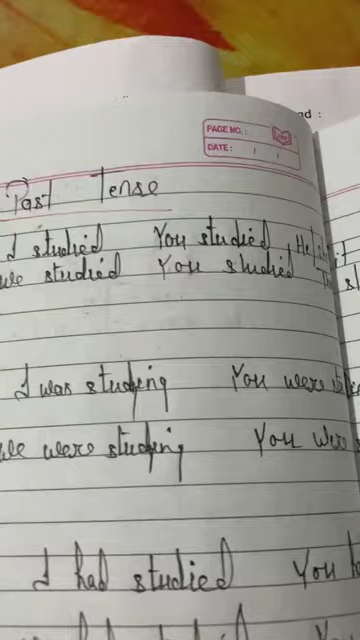 PAGE NO. :
DATE : / /
Past Tense
I studied You studied He
we studied You studied
I was studying You were
we were studying You were
I had studied You